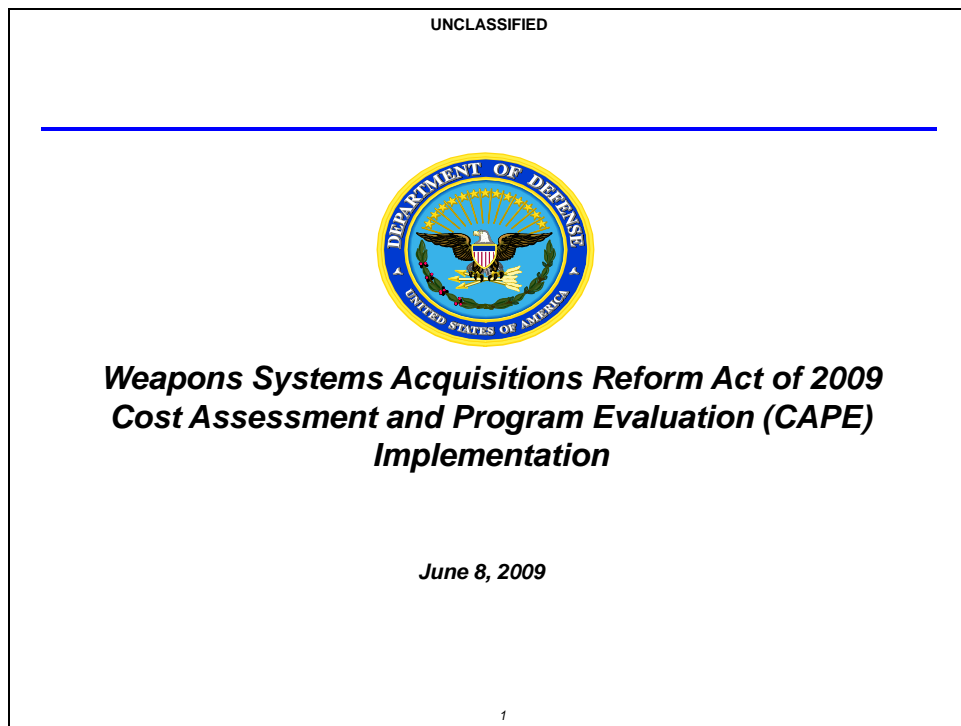 UNCLASSIFIED
DEPARTMENT OF DEFENSE
UNITED STATES OF AMERICA
Weapons Systems Acquisitions Reform Act of 2009
Cost Assessment and Program Evaluation (CAPE)
Implementation
June 8, 2009
1